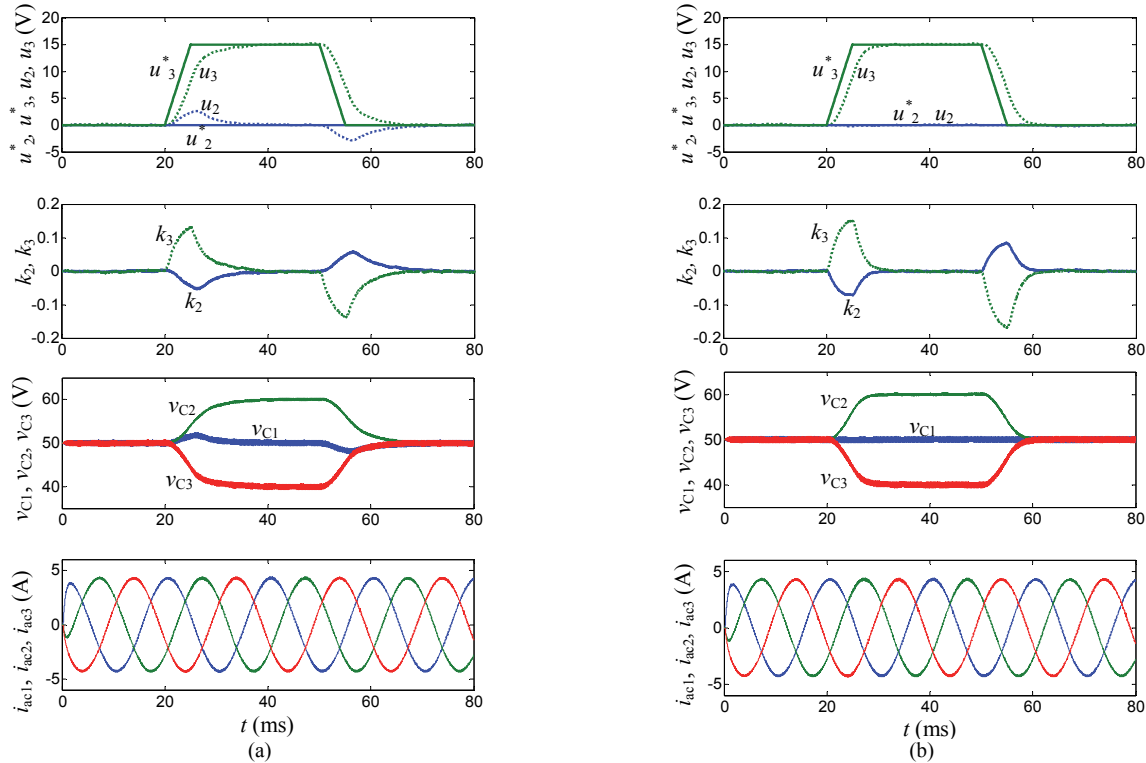 u*2, u*3, u2, u3 (V)
20
15
10
5
0
-5
0
20
40
60
80
u*3
u3
u2
u*2
k2, k3
0.2
0.1
0
-0.1
-0.2
0
20
40
60
80
k3
k2
vC1, vC2, vC3 (V)
60
50
40
0
20
40
60
80
vC2
vC1
vC3
iac1, iac2, iac3 (A)
5
0
-5
0
20
40
60
80
t (ms)
(a)
u*2, u*3, u2, u3 (V)
20
15
10
5
0
-5
0
20
40
60
80
u*3
u3
u*2 u2
k2, k3
0.2
0.1
0
-0.1
-0.2
0
20
40
60
80
k3
k2
vC1, vC2, vC3 (V)
60
50
40
0
20
40
60
80
vC2
vC1
vC3
iac1, iac2, iac3 (A)
5
0
-5
0
20
40
60
80
t (ms)
(b)